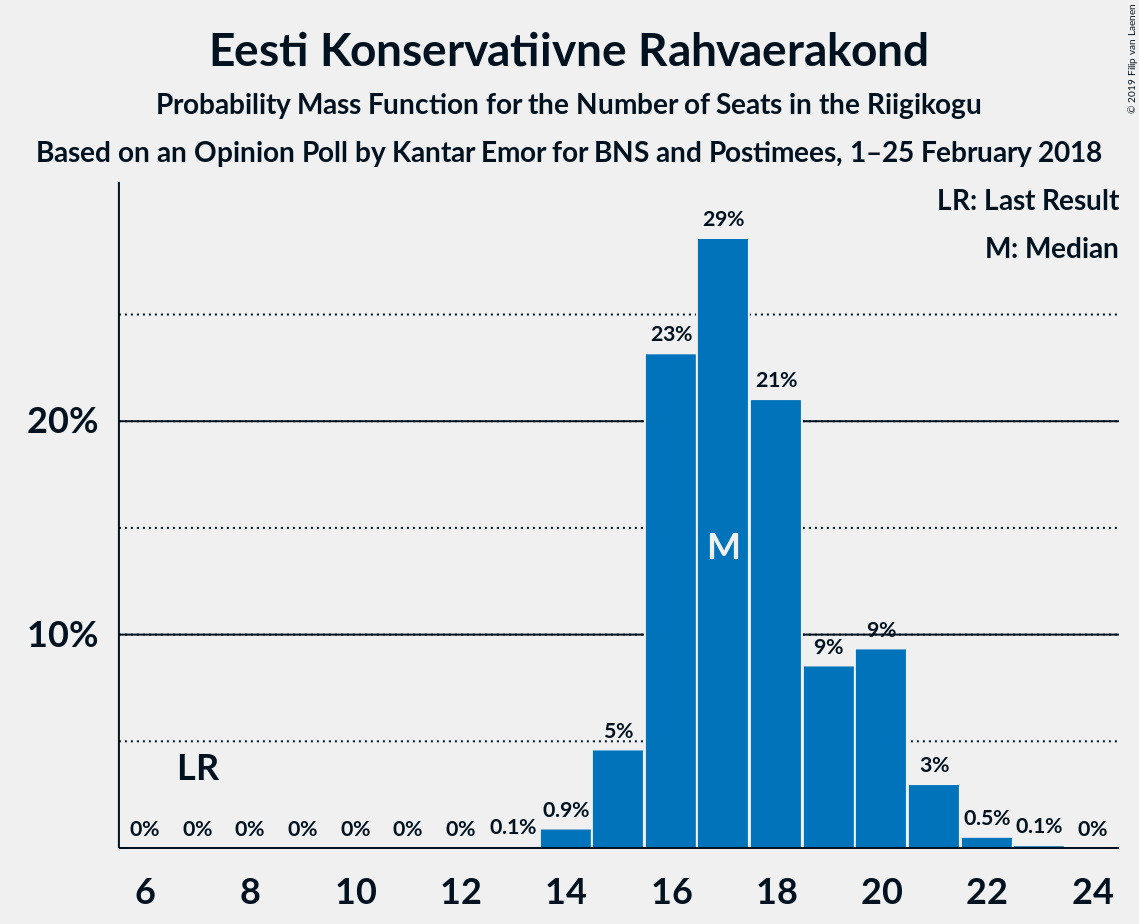 Eesti Konservatiivne Rahvaerakond
Probability Mass Function for the Number of Seats in the Riigikogu
Based on an Opinion Poll by Kantar Emor for BNS and Postimees, 1–25 February 2018
© 2019 Filip van Laenen
LR: Last Result
M: Median
29%
23%
21%
20%
M
10%
9%
9%
5%
LR
3%
0% 0% 0% 0% 0% 0% 0% 0.1% 0.9% 0.5% 0.1% 0%
6 8 10 12 14 16 18 20 22 24